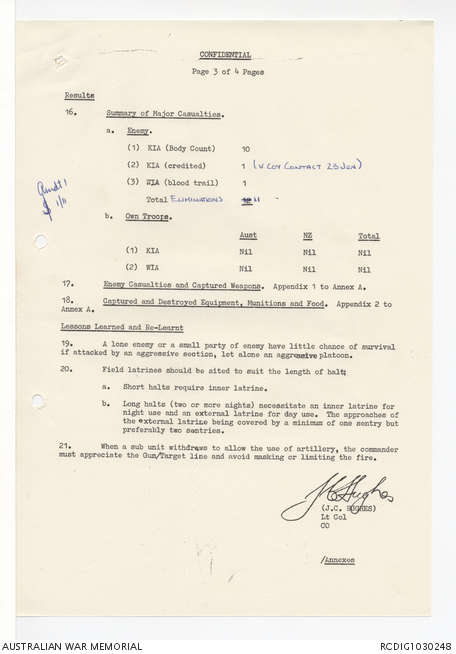 CONFIDENTIAL
Page 3 of 4 Pages
Results
16. Summary of Major Casualties.
a. Enemy.
(1) KIA (Body Count) 10
(2) KIA (credited) 1 (V COY CONTACT 25 JUN)
(3) WIA (blood trail) 1
Total ELIMINATIONS 12 11
Amdt 1
1/11
b. Own Troops.
Aust NZ Total
(1) KIA Nil Nil Nil
(2) WIA Nil Nil Nil
17. Enemy Casualties and Captured Weapons. Appendix 1 to Annex A.
18. Captured and Destroyed Equipment, Munitions and Food. Appendix 2 to
Annex A.
Lessons Learned and Re-Learnt
19. A lone enemy or a small party of enemy have little chance of survival
if attacked by an aggressive section, let alone an aggressive platoon.
20. Field latrines should be sited to suit the length of halt:
a. Short halts require inner latrine.
b. Long halts (two or more nights) necessitate an inner latrine for
night use and an external latrine for day use. The approaches of
the external latrine being covered by a minimum of one sentry but
preferably two sentries.
21. When a sub unit withdraws to allow the use of artillery, the commander
must appreciate the Gun/Target line and avoid masking or limiting the fire.
JC Hughes
(J.C. HUGHES)
Lt Col
CO
/Annexes
AUSTRALIAN WAR MEMORIAL
RCDIG1030248